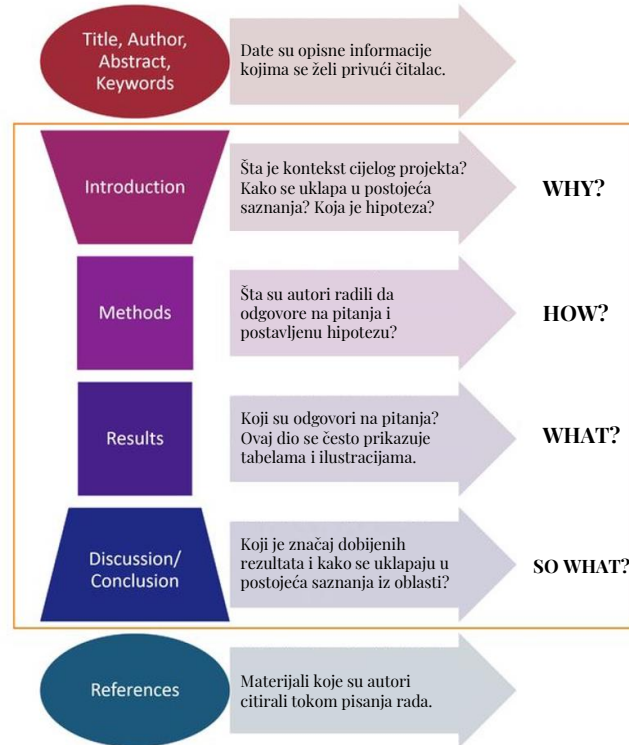 Title, Author,
Abstract,
Keywords
Date su opisne informacije
kojima se želi privući čitalac.
Introduction
Šta je kontekst cijelog projekta?
Kako se uklapa u postojeća
saznanja? Koja je hipoteza?
WHY?
Methods
Šta su autori radili da
odgovore na pitanja i
postavljenu hipotezu?
HOW?
Results
Koji su odgovori na pitanja?
Ovaj dio se često prikazuje
tabelama i ilustracijama.
WHAT?
Discussion/
Conclusion
Koji je značaj dobijenih
rezultata i kako se uklapaju u
postojeća saznanja iz oblasti?
SO WHAT?
References
Materijali koje su autori
citirali tokom pisanja rada.